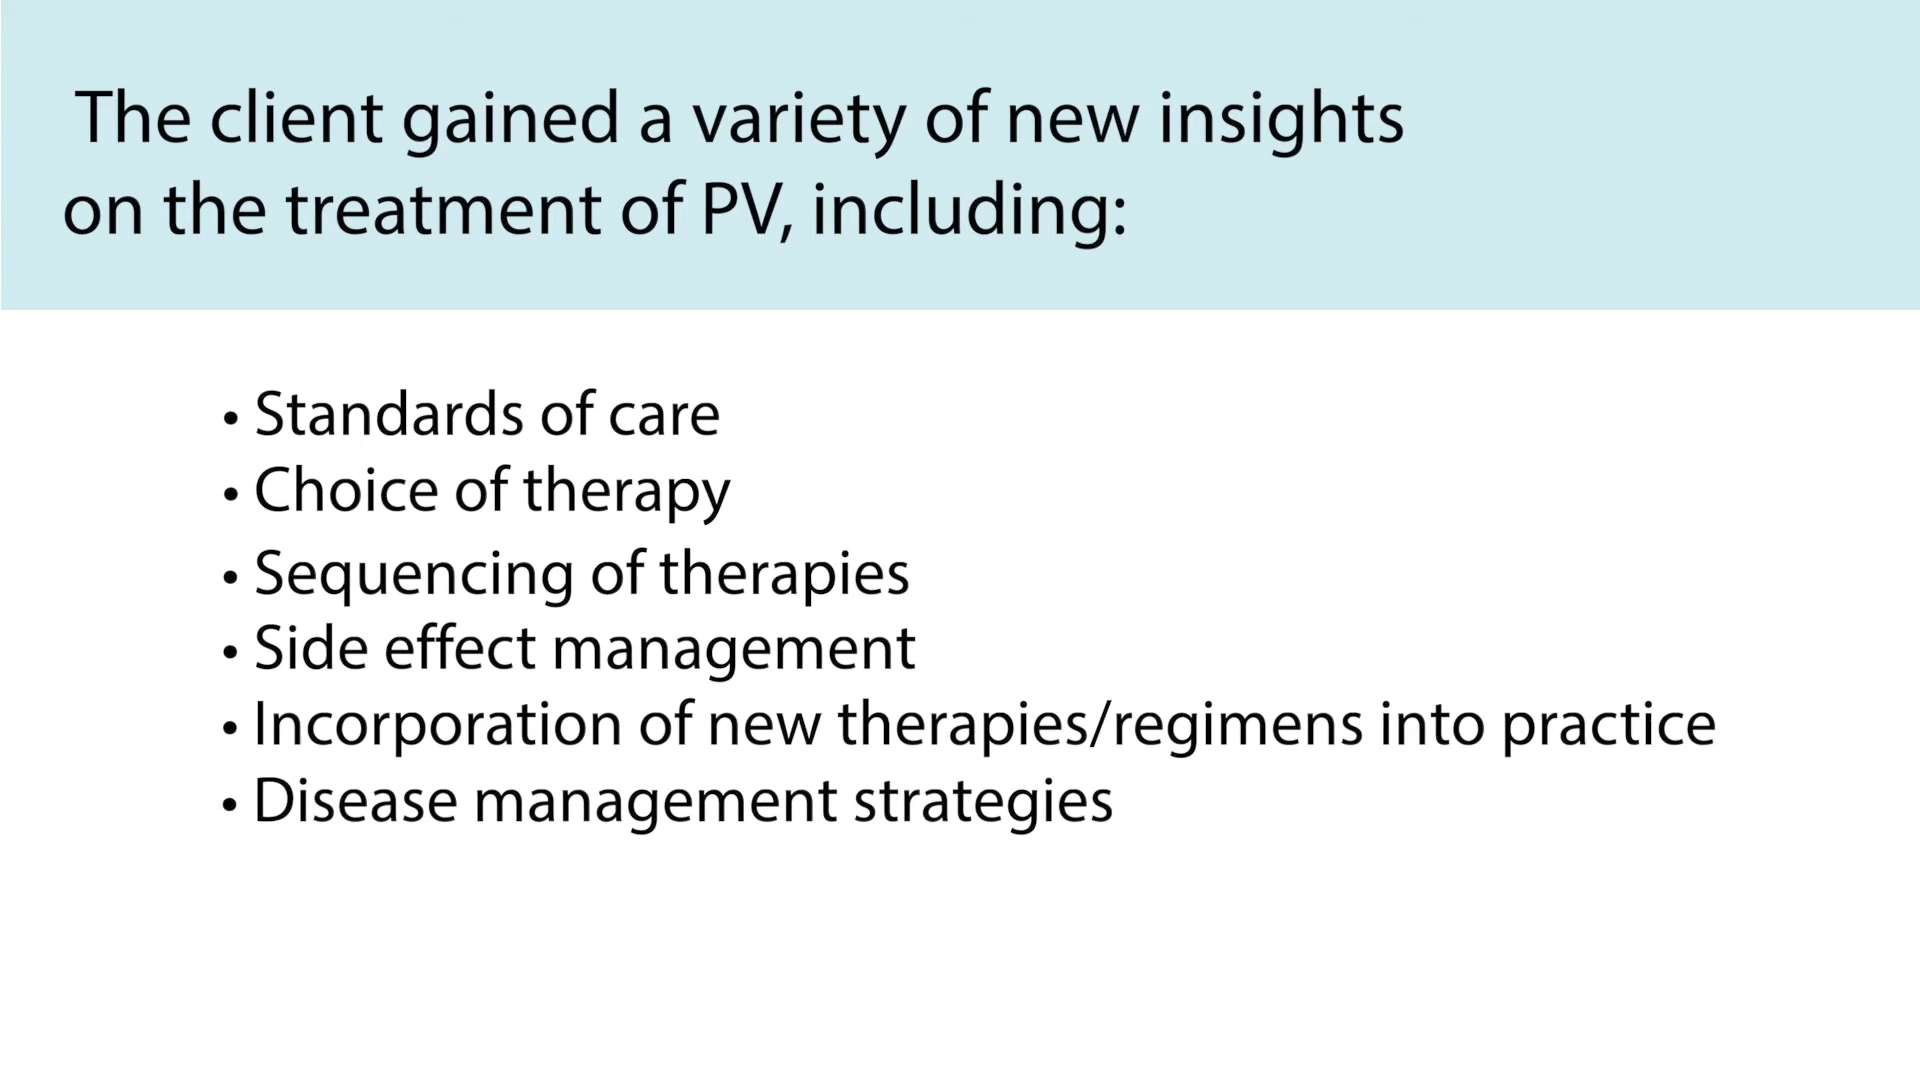 The client gained a variety of new insights
on the treatment of PV, including:
• Standards of care
• Choice of therapy
• Sequencing of therapies
• Side effect management
• Incorporation of new therapies/regimens into practice
• Disease management strategies